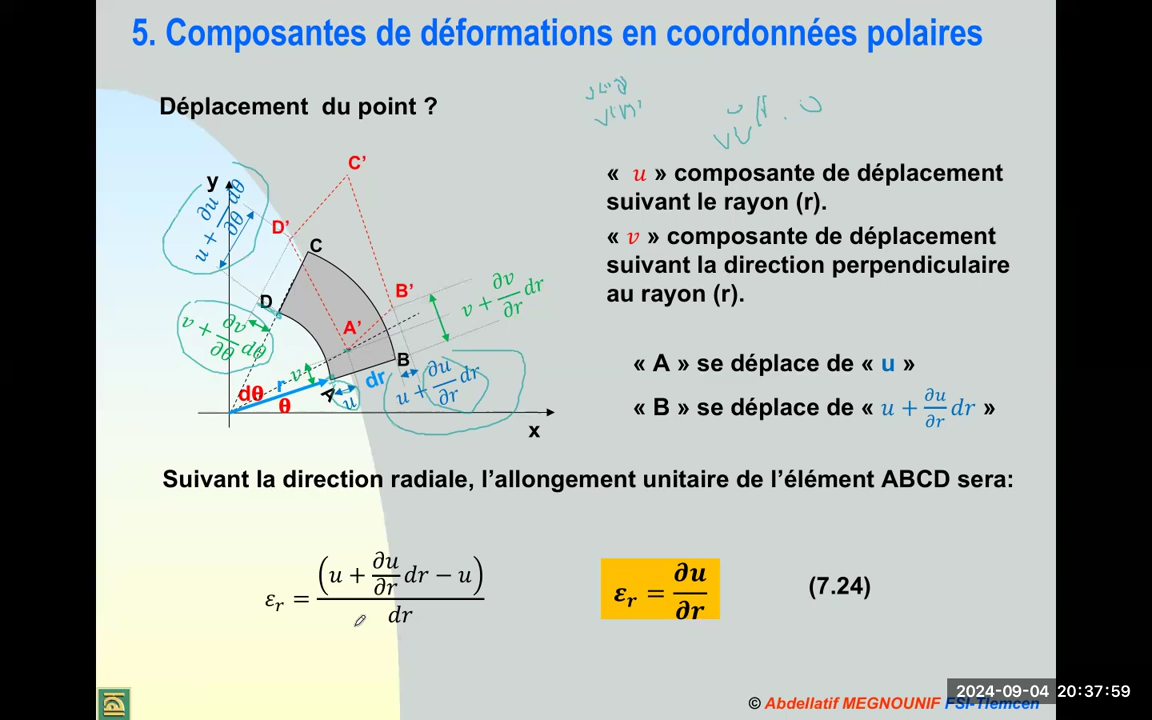 5. Composantes de déformations en coordonnées polaires
Déplacement du point ?
« u » composante de déplacement
suivant le rayon (r).
« v » composante de déplacement
suivant la direction perpendiculaire
au rayon (r).
« A » se déplace de « u »
« B » se déplace de « u + ∂u/∂r dr »
y
C'
D'
C
u + ∂u/∂θ dθ
D
B'
v + ∂v/∂r dr
v + ∂v/∂θ dθ
A'
B
dr
v
r
dθ
θ
A
u
u + ∂u/∂r dr
x
Suivant la direction radiale, l’allongement unitaire de l’élément ABCD sera:
εr = (u + ∂u/∂r dr − u) / dr
εr = ∂u/∂r
(7.24)
2024-09-04 20:37:59
© Abdellatif MEGNOUNIF FSI-Tlemcen